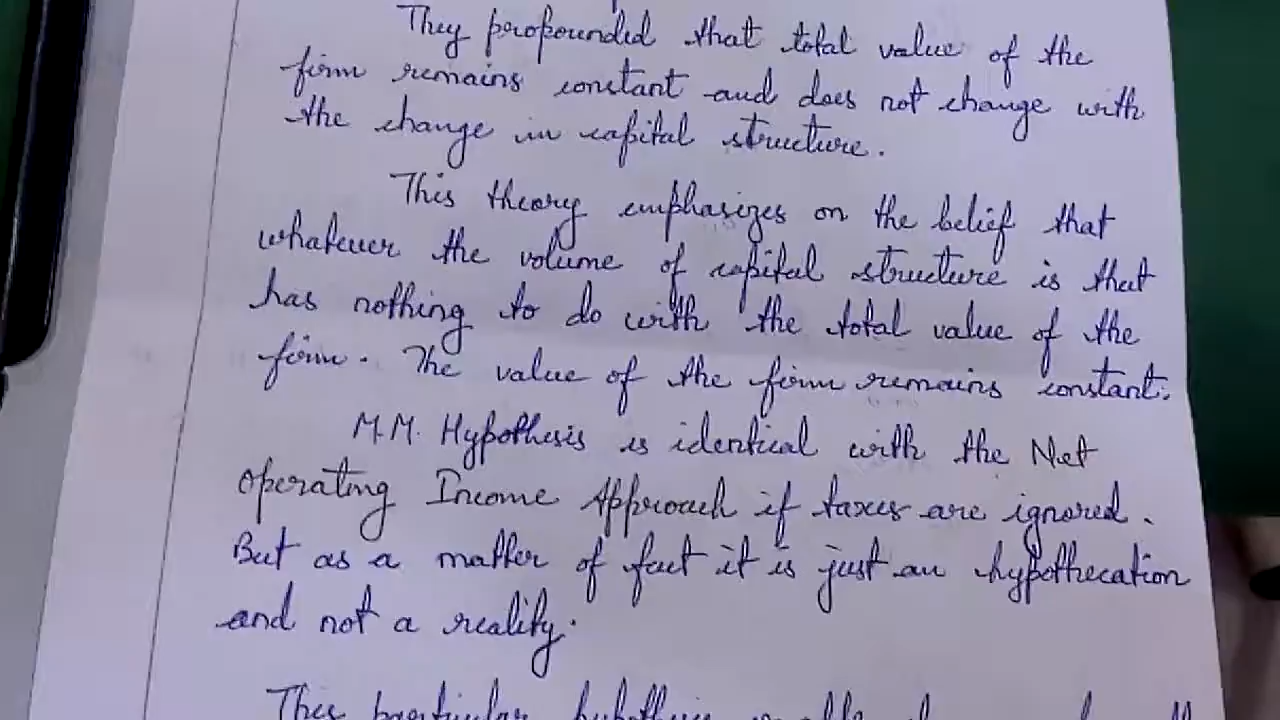 They propounded that total value of the
firm remains constant and does not change with
the change in capital structure.
This theory emphasizes on the belief that
whatever the volume of capital structure is that
has nothing to do with the total value of the
firm. The value of the firm remains constant.
M.M. Hypothesis is identical with the Net
Operating Income Approach if taxes are ignored.
But as a matter of fact it is just an hypothecation
and not a reality.
This particular